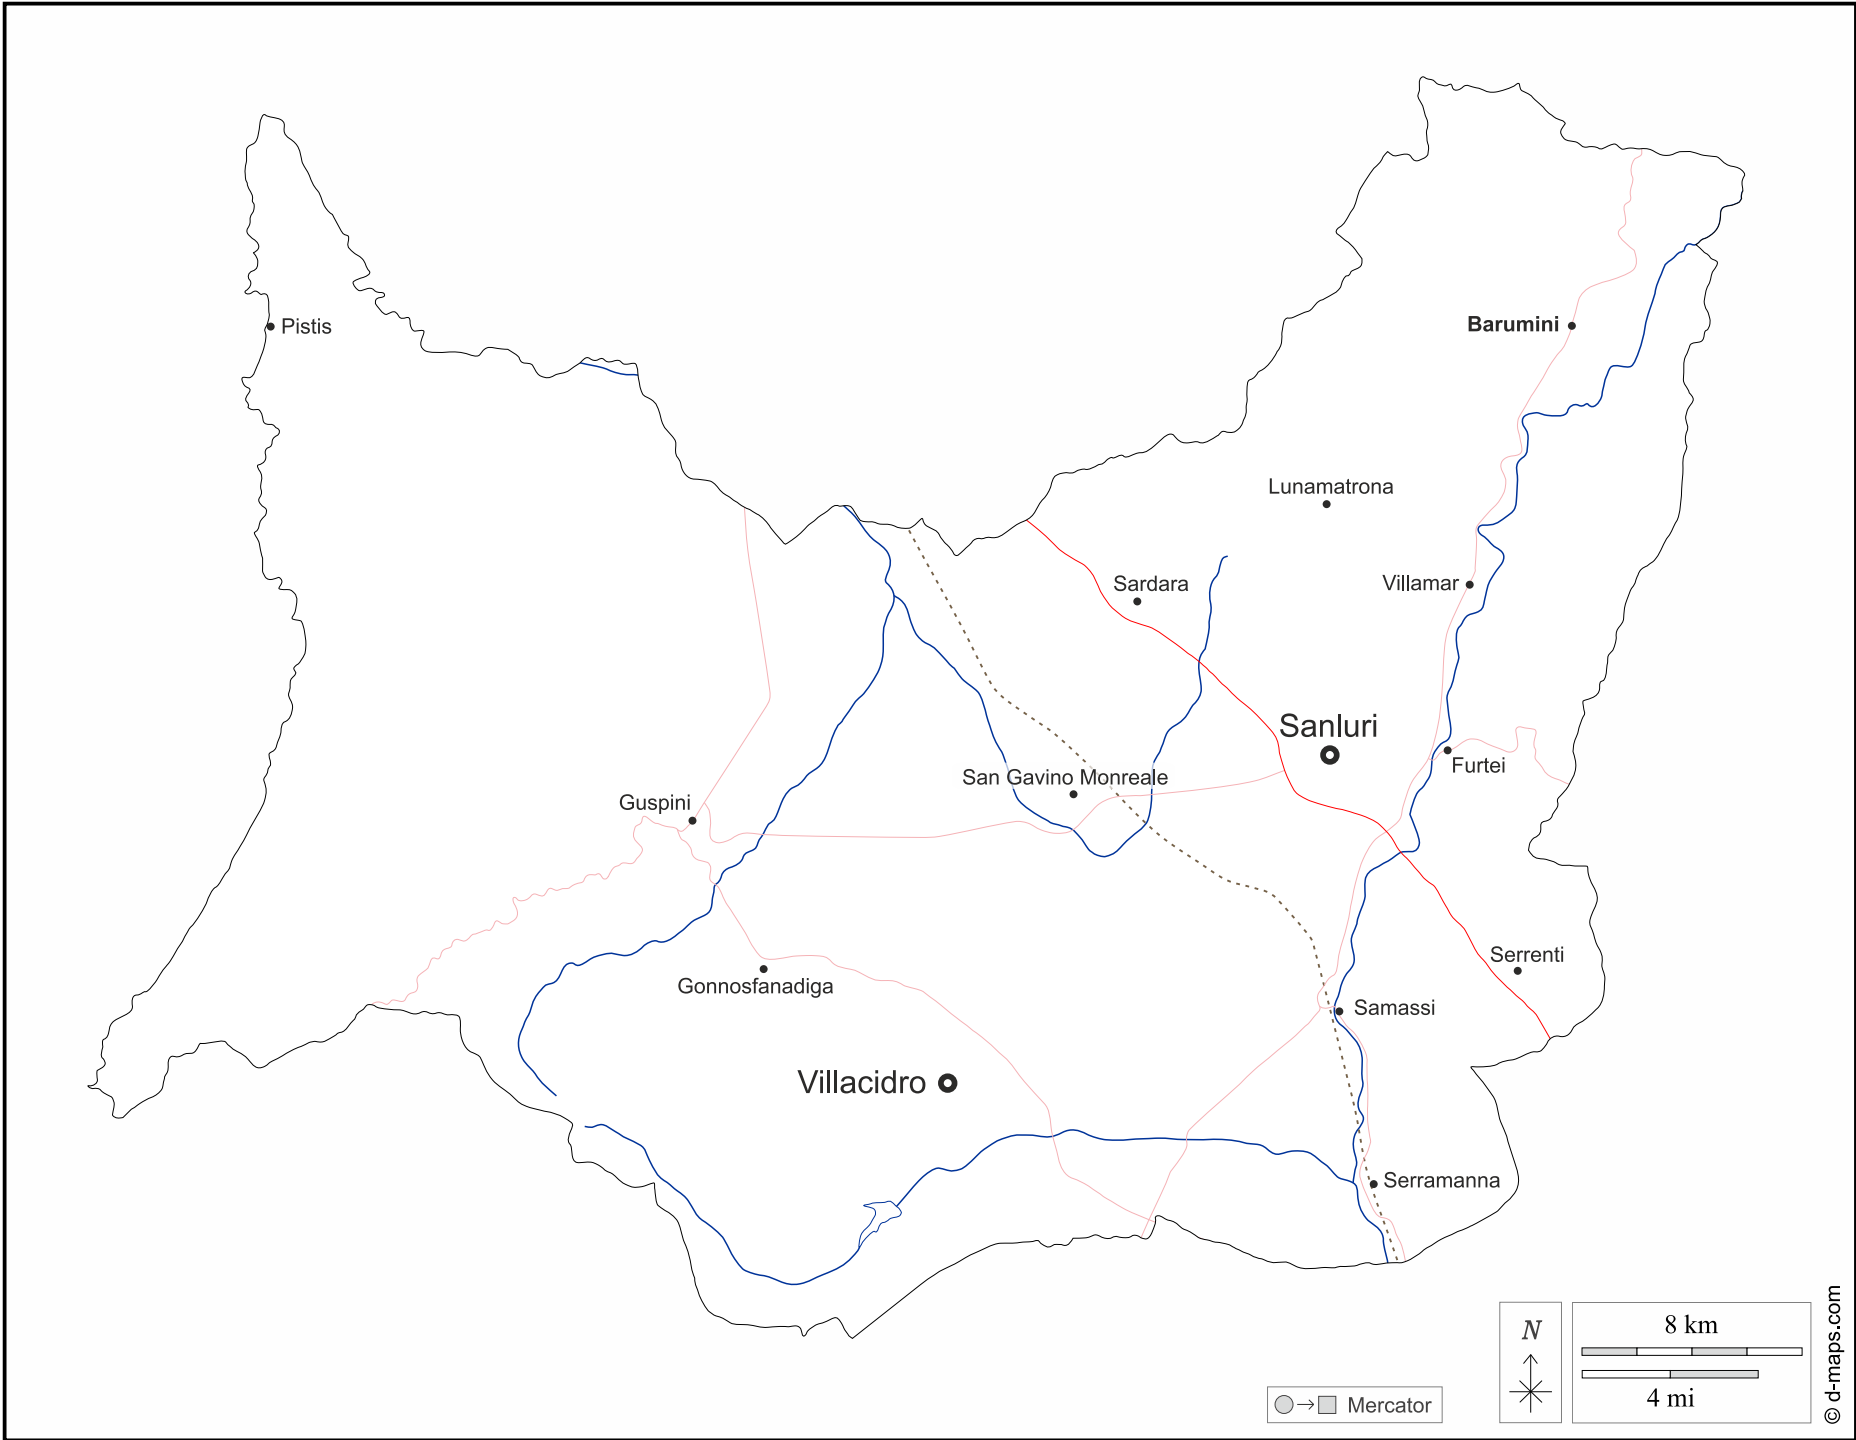 Pistis
Barumini
Lunamatrona
Sardara
Villamar
Sanluri
Furtei
San Gavino Monreale
Guspini
Serrenti
Gonnosfanadiga
Samassi
Villacidro
Serramanna
N
8 km
4 mi
Mercator
© d-maps.com